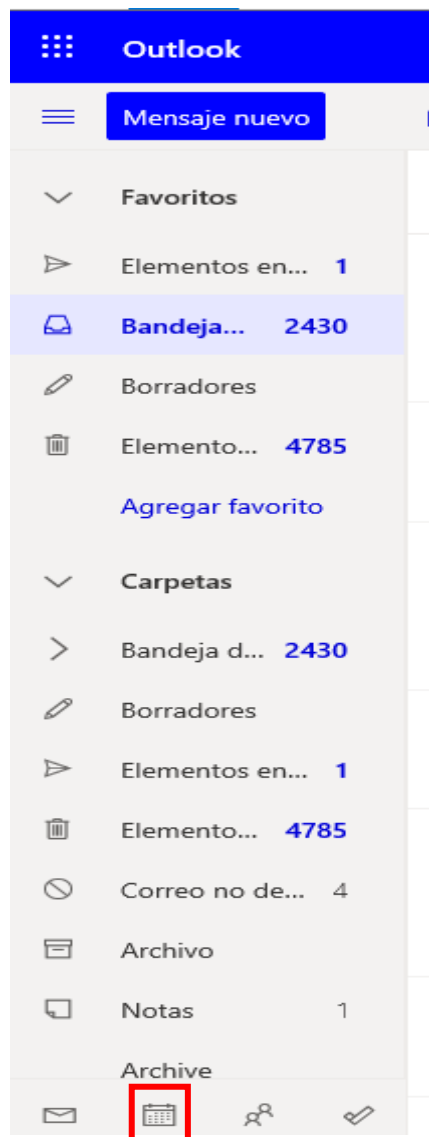 Outlook
Mensaje nuevo
Favoritos
Elementos en... 1
Bandeja... 2430
Borradores
Elemento... 4785
Agregar favorito
Carpetas
Bandeja d... 2430
Borradores
Elementos en... 1
Elemento... 4785
Correo no de... 4
Archivo
Notas 1
Archive